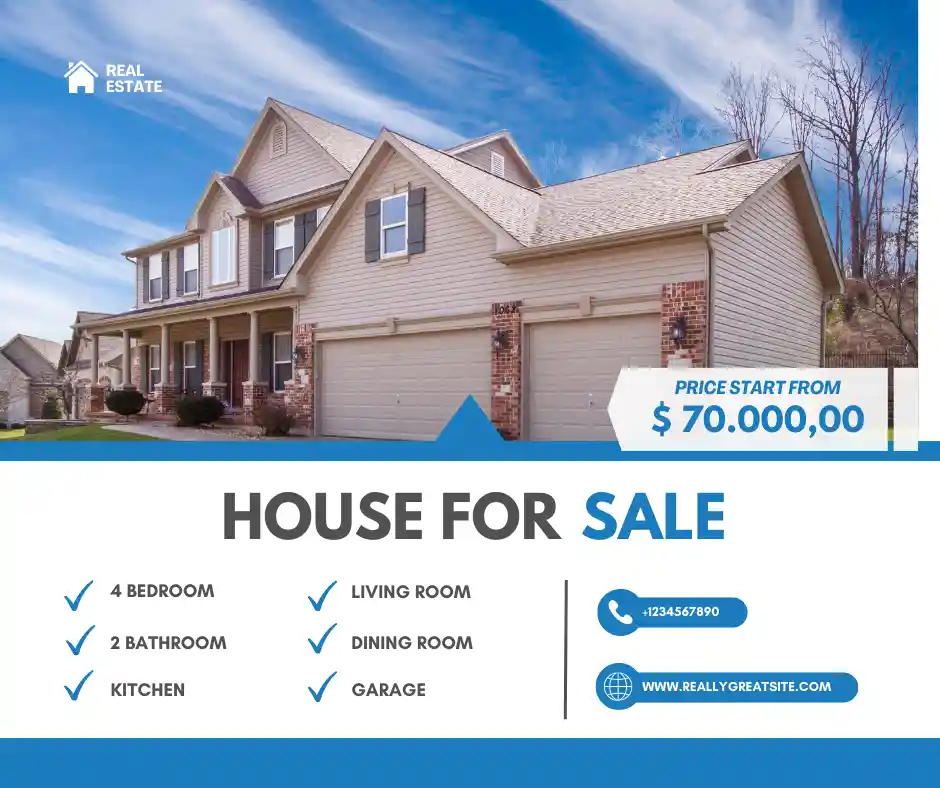 REAL
ESTATE
PRICE START FROM
$ 70.000,00
HOUSE FOR SALE
4 BEDROOM
2 BATHROOM
KITCHEN
LIVING ROOM
DINING ROOM
GARAGE
+1234567890
WWW.REALLYGREATSITE.COM